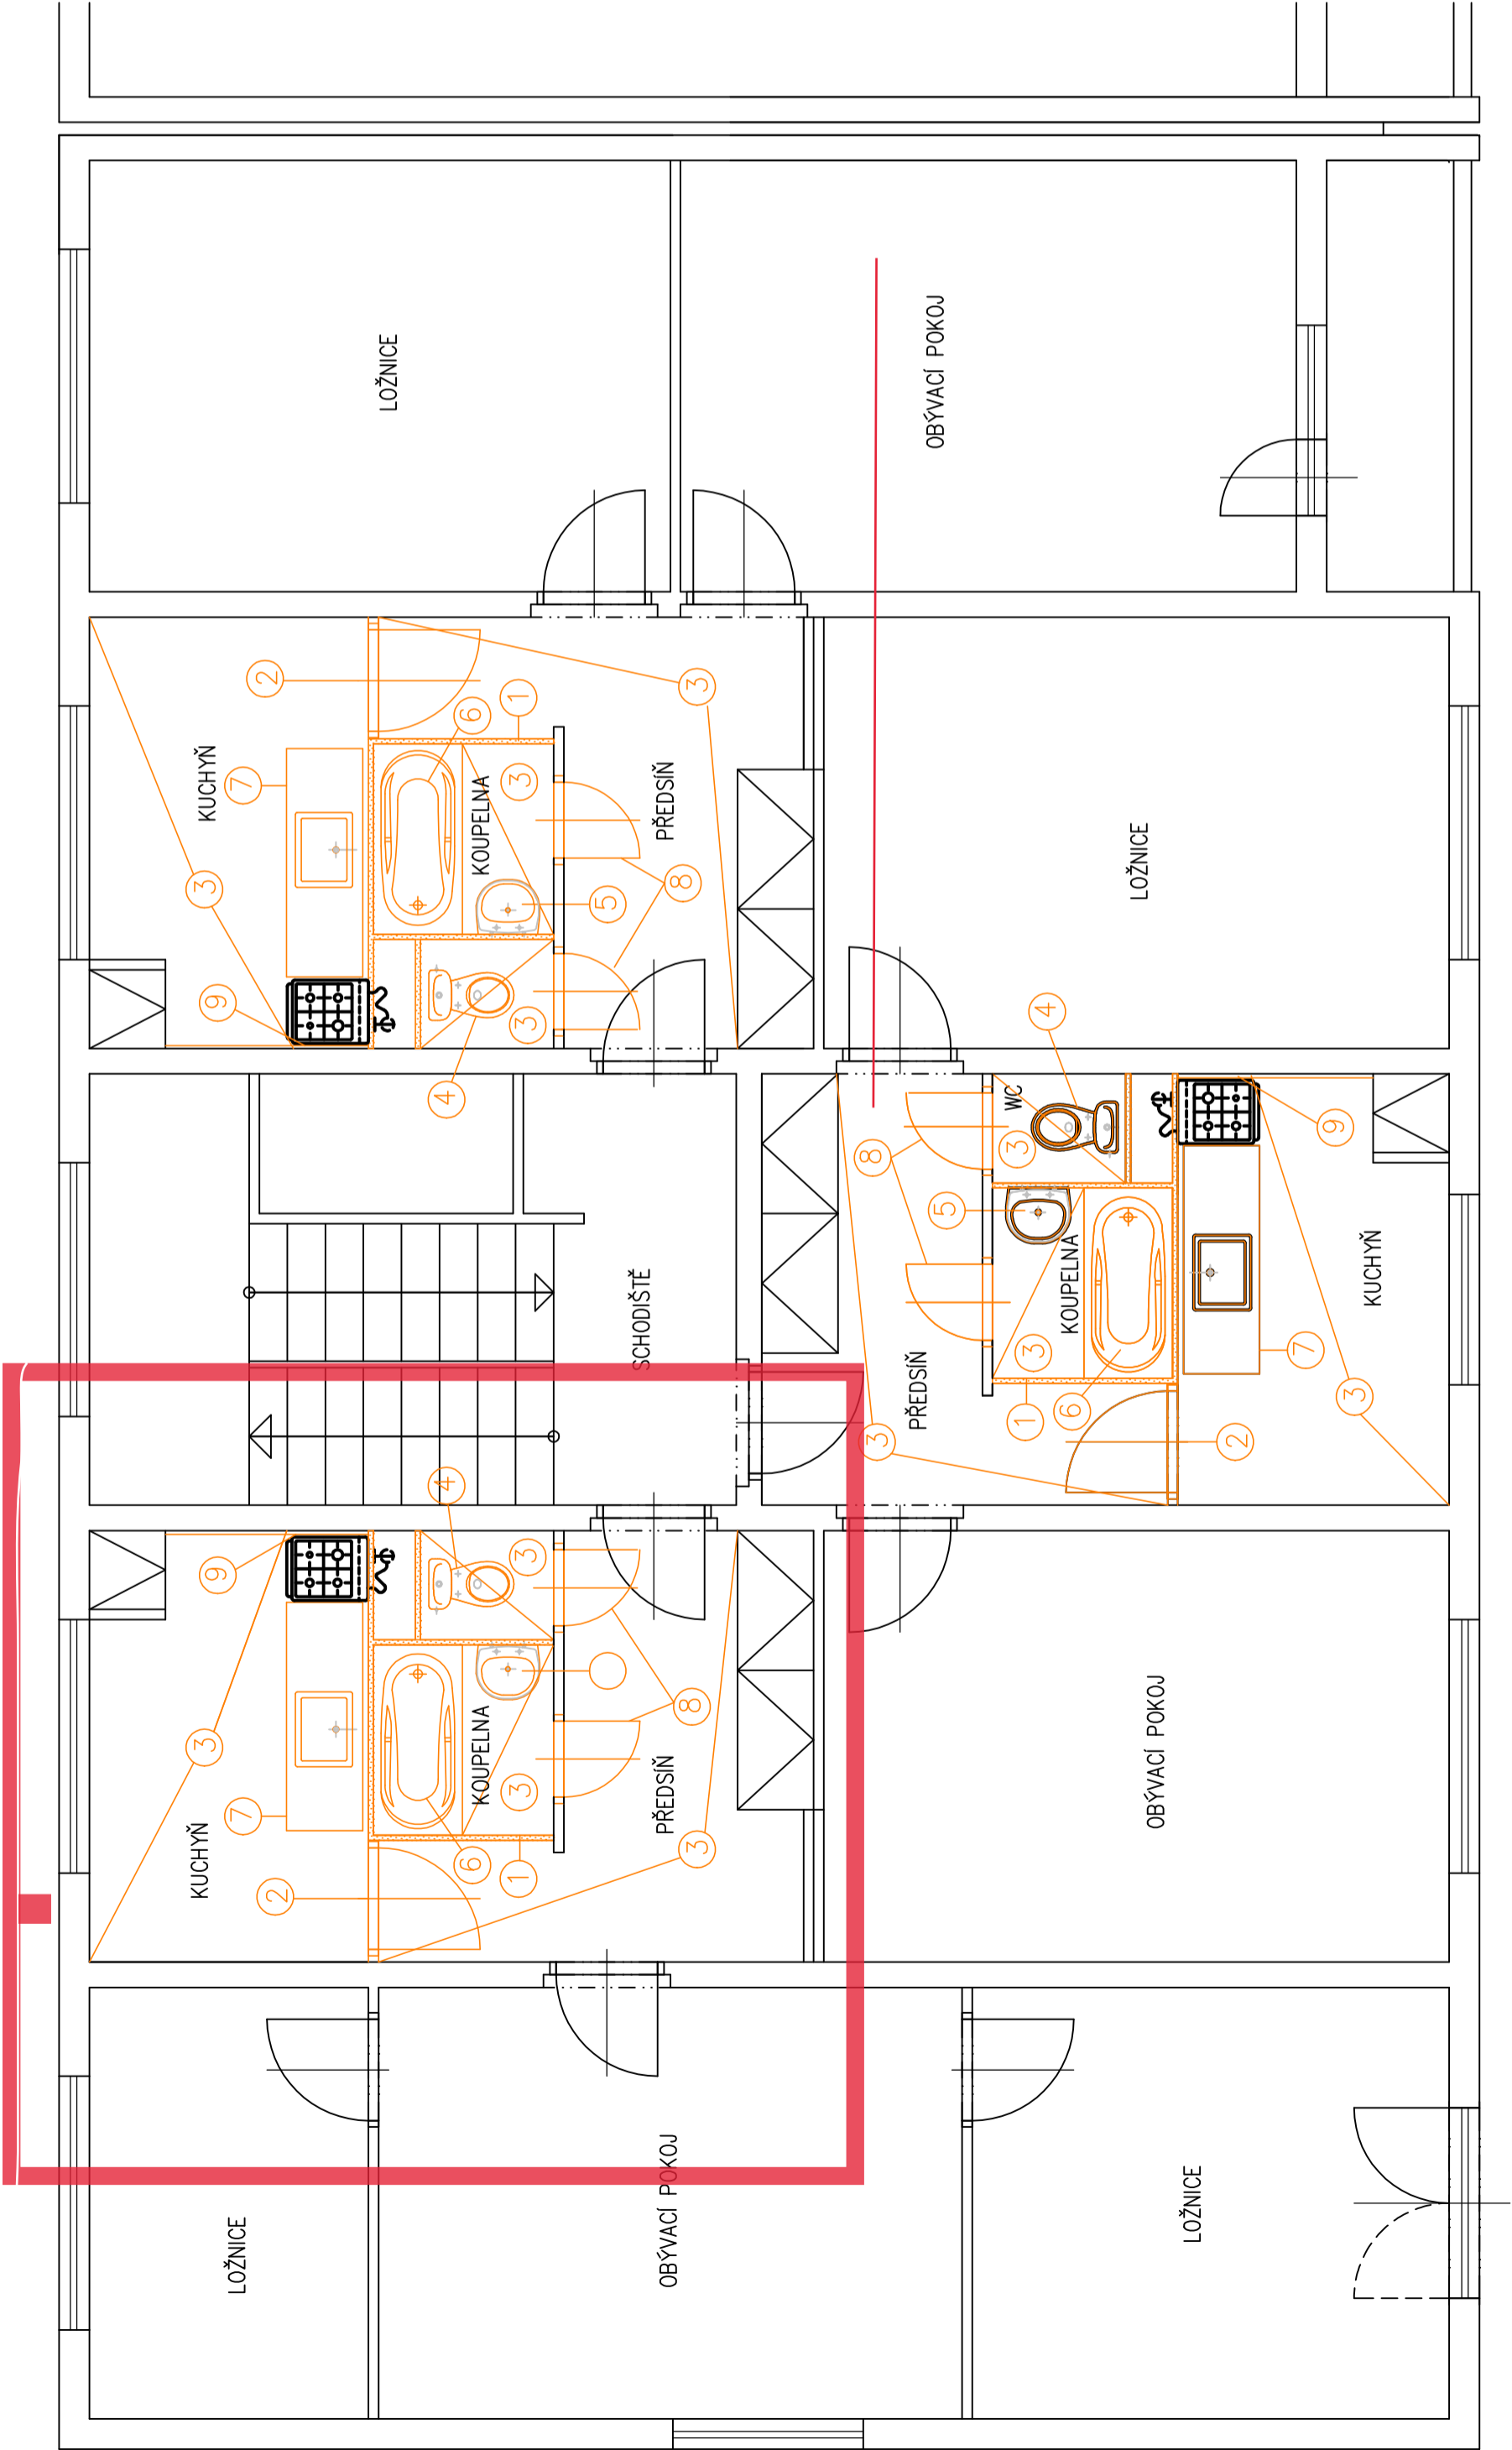 LOŽNICE
OBÝVACÍ POKOJ
2
3
1
6
KUCHYŇ
7
3
KOUPELNA
PŘEDSÍŇ
3
5
8
LOŽNICE
9
3
4
4
WC
3
8
9
5
KOUPELNA
KUCHYŇ
SCHODIŠTĚ
3
7
PŘEDSÍŇ
6
1
3
3
2
4
9
3
8
3
KOUPELNA
3
PŘEDSÍŇ
OBÝVACÍ POKOJ
7
KUCHYŇ
6
1
3
2
LOŽNICE
OBÝVACÍ POKOJ
LOŽNICE